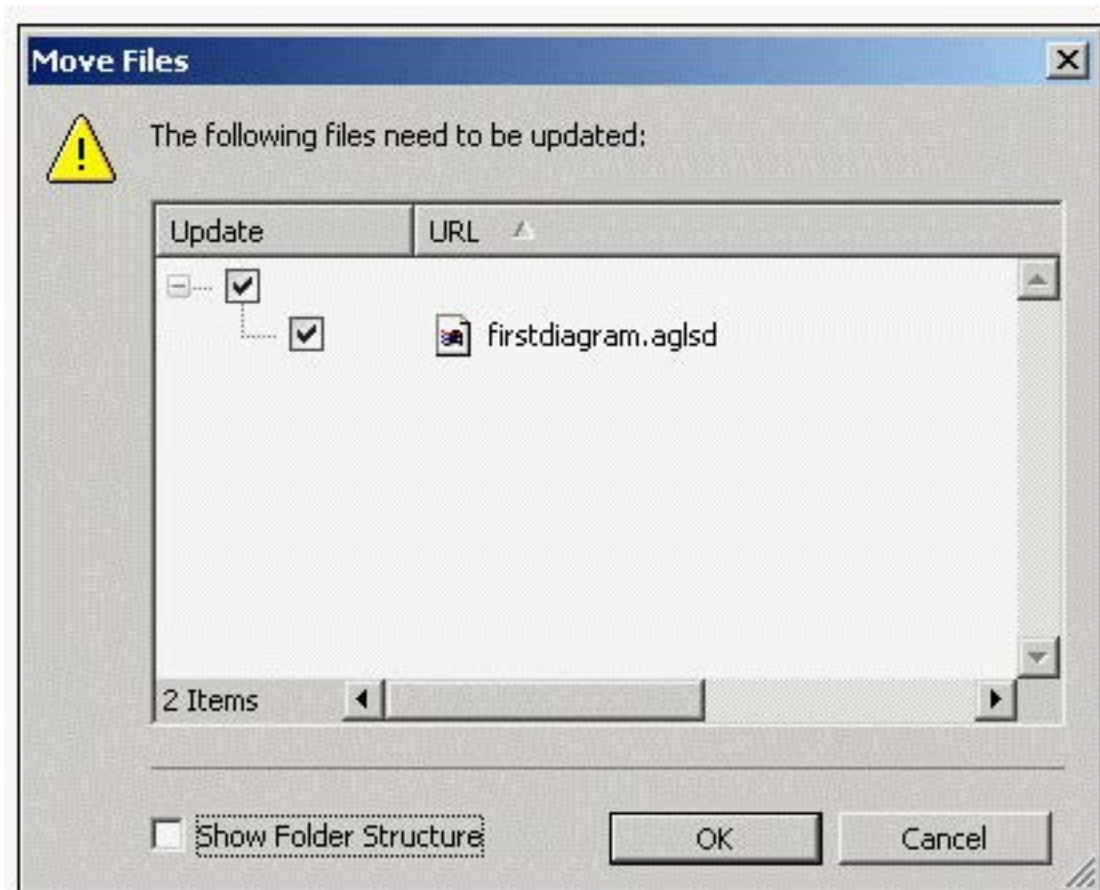 Move Files
The following files need to be updated:
Update URL
firstdiagram.aglsd
2 Items
Show Folder Structure
OK Cancel